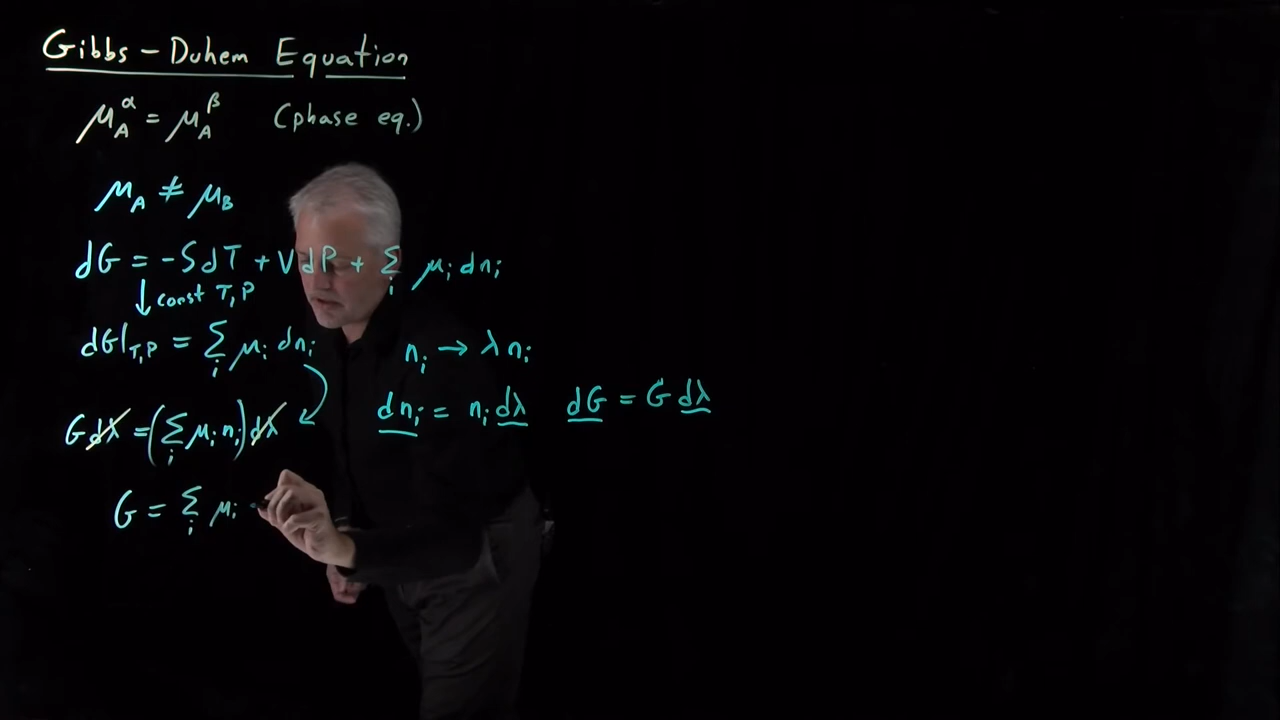 Gibbs – Duhem Equation
μ_A^α = μ_A^β (phase eq.)
μ_A ≠ μ_B
dG = -SdT + VdP + Σ_i μ_i dn_i
↓ const T, P
dG|_T,P = Σ_i μ_i dn_i n_i → λ n_i
G dλ = (Σ_i μ_i n_i) dλ dn_i = n_i dλ dG = G dλ
G = Σ_i μ_i